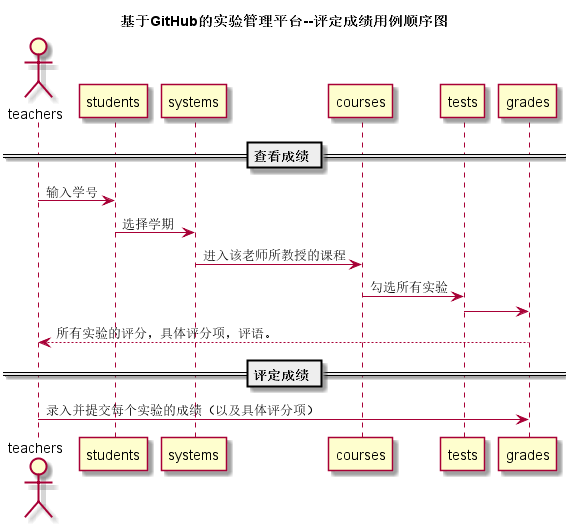 基于GitHub的实验管理平台--评定成绩用例顺序图
teachers
students
systems
courses
tests
grades
查看成绩
输入学号
选择学期
进入该老师所教授的课程
勾选所有实验
所有实验的评分，具体评分项，评语。
评定成绩
录入并提交每个实验的成绩（以及具体评分项）
teachers
students
systems
courses
tests
grades